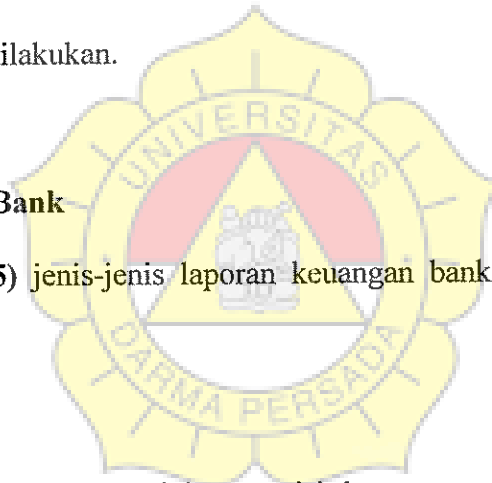 ilakukan.
UNIVERSITAS
Bank
5) jenis-jenis laporan keuangan bank
DARMA PERSADA